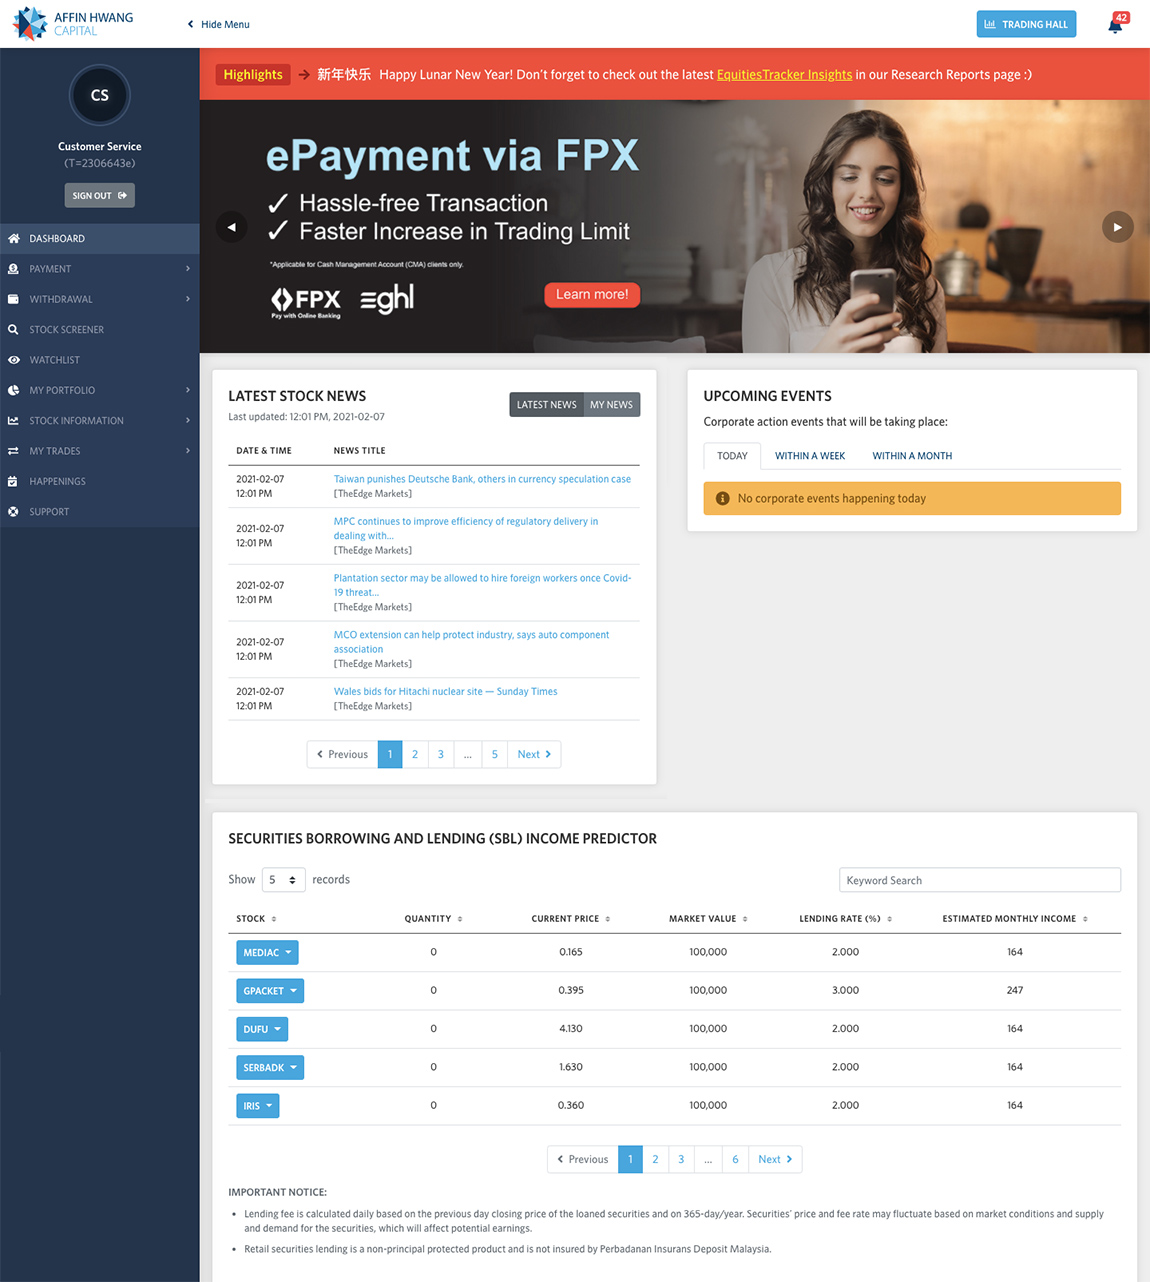 AFFIN HWANG
CAPITAL
Hide Menu
TRADING HALL
42
CS
Customer Service
(T=2306643e)
SIGN OUT
DASHBOARD
PAYMENT
WITHDRAWAL
STOCK SCREENER
WATCHLIST
MY PORTFOLIO
STOCK INFORMATION
MY TRADES
HAPPENINGS
SUPPORT
Highlights → 新年快乐 Happy Lunar New Year! Don't forget to check out the latest EquitiesTracker Insights in our Research Reports page :)
ePayment via FPX
✓ Hassle-free Transaction
✓ Faster Increase in Trading Limit
*Applicable for Cash Management Account (CMA) clients only.
FPX
Pay with Online Banking
eghl
Learn more!
LATEST STOCK NEWS
Last updated: 12:01 PM, 2021-02-07
LATEST NEWS MY NEWS
DATE & TIME NEWS TITLE
2021-02-07 Taiwan punishes Deutsche Bank, others in currency speculation case
12:01 PM [TheEdge Markets]
2021-02-07 MPC continues to improve efficiency of regulatory delivery in
12:01 PM dealing with...
[TheEdge Markets]
2021-02-07 Plantation sector may be allowed to hire foreign workers once Covid-
12:01 PM 19 threat...
[TheEdge Markets]
2021-02-07 MCO extension can help protect industry, says auto component
12:01 PM association
[TheEdge Markets]
2021-02-07 Wales bids for Hitachi nuclear site — Sunday Times
12:01 PM [TheEdge Markets]
Previous 1 2 3 ... 5 Next
UPCOMING EVENTS
Corporate action events that will be taking place:
TODAY WITHIN A WEEK WITHIN A MONTH
No corporate events happening today
SECURITIES BORROWING AND LENDING (SBL) INCOME PREDICTOR
Show 5 records
Keyword Search
STOCK QUANTITY CURRENT PRICE MARKET VALUE LENDING RATE (%) ESTIMATED MONTHLY INCOME
MEDIAC 0 0.165 100,000 2.000 164
GPACKET 0 0.395 100,000 3.000 247
DUFU 0 4.130 100,000 2.000 164
SERBADK 0 1.630 100,000 2.000 164
IRIS 0 0.360 100,000 2.000 164
Previous 1 2 3 ... 6 Next
IMPORTANT NOTICE:
• Lending fee is calculated daily based on the previous day closing price of the loaned securities and on 365-day/year. Securities' price and fee rate may fluctuate based on market conditions and supply
and demand for the securities, which will affect potential earnings.
• Retail securities lending is a non-principal protected product and is not insured by Perbadanan Insurans Deposit Malaysia.